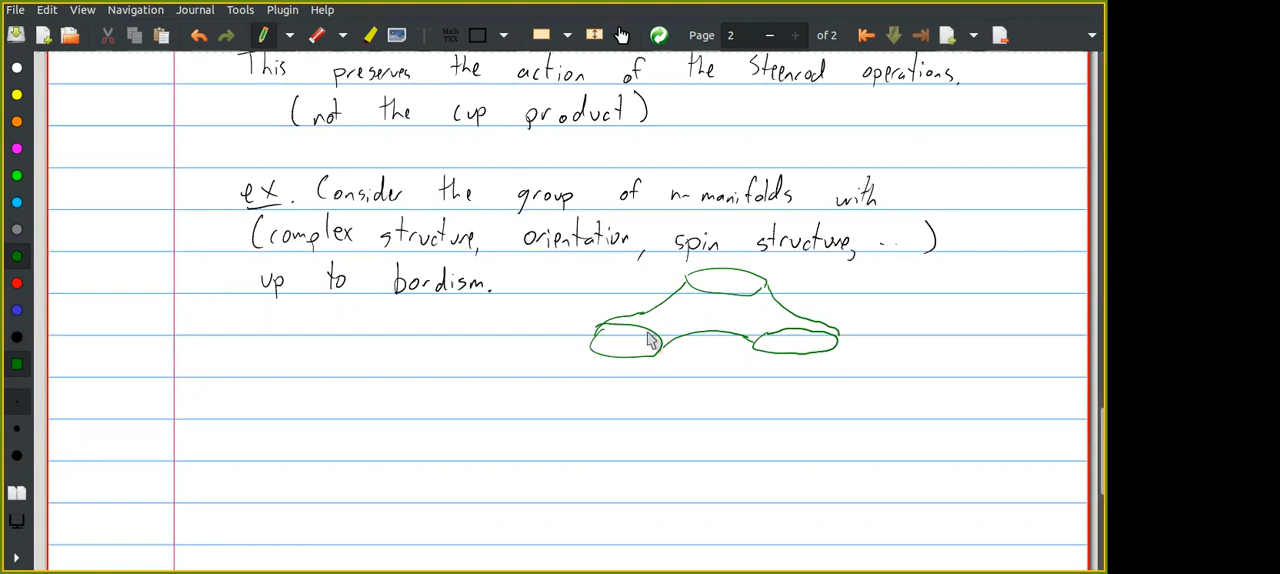 File Edit View Navigation Journal Tools Plugin Help
Math TEX Page 2 − + of 2
This preserves the action of the Steenrod operations.
(not the cup product)
ex. Consider the group of n-manifolds with
(complex structure, orientation, spin structure, ...)
up to bordism.